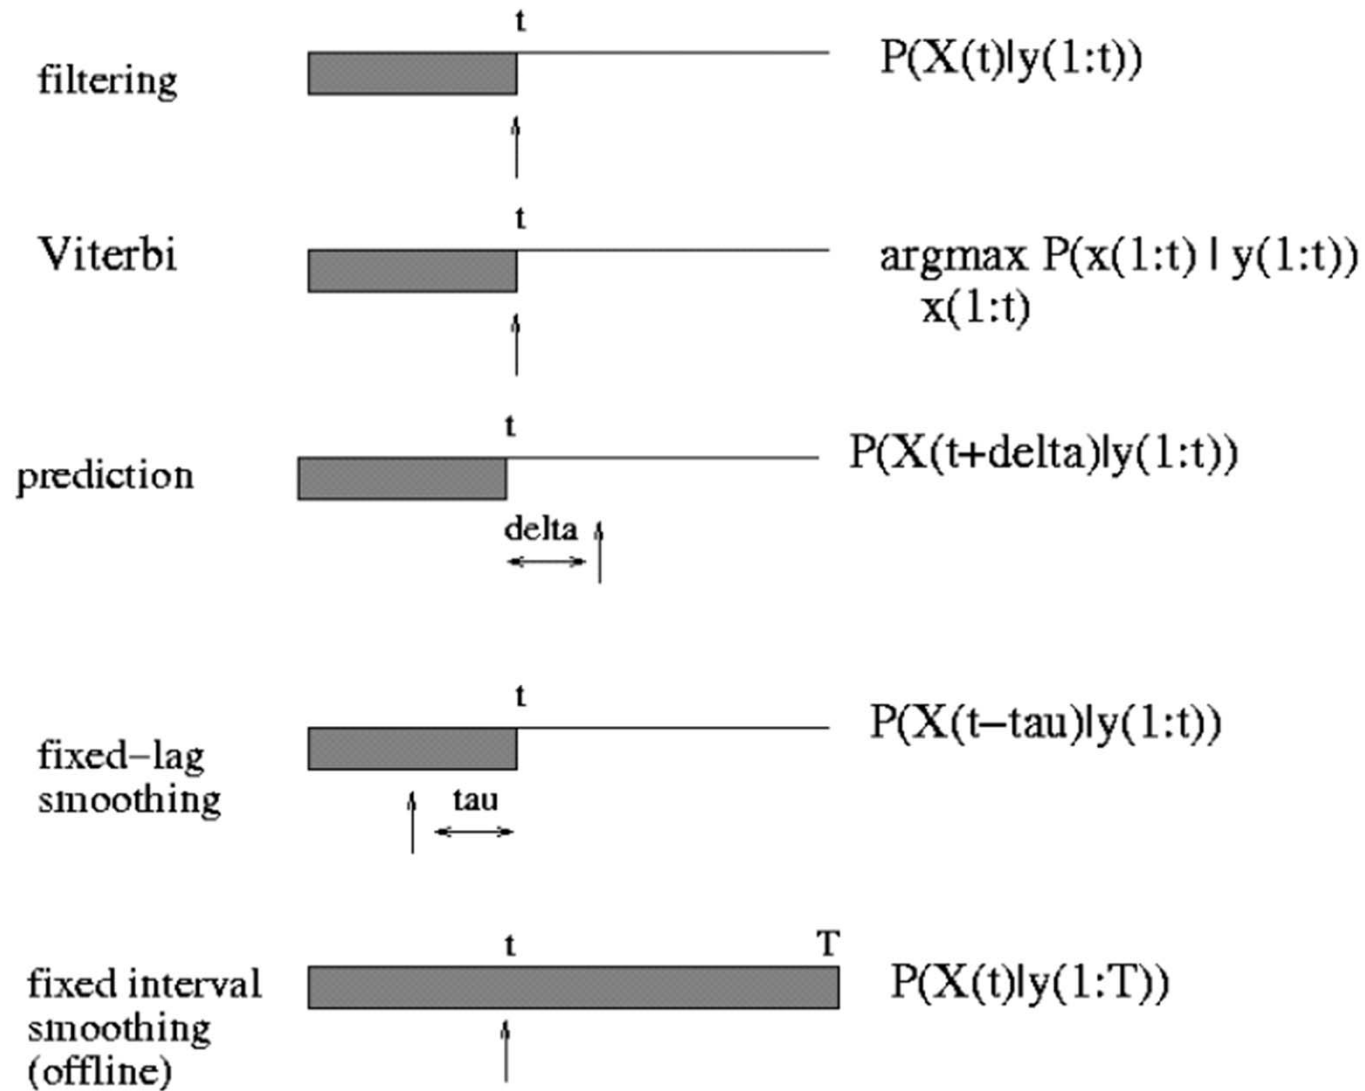 t
filtering P(X(t)|y(1:t))
t
Viterbi argmax P(x(1:t) | y(1:t))
x(1:t)
t
prediction P(X(t+delta)|y(1:t))
delta
t
P(X(t−tau)|y(1:t))
fixed−lag
smoothing tau
t T
fixed interval P(X(t)|y(1:T))
smoothing
(offline)